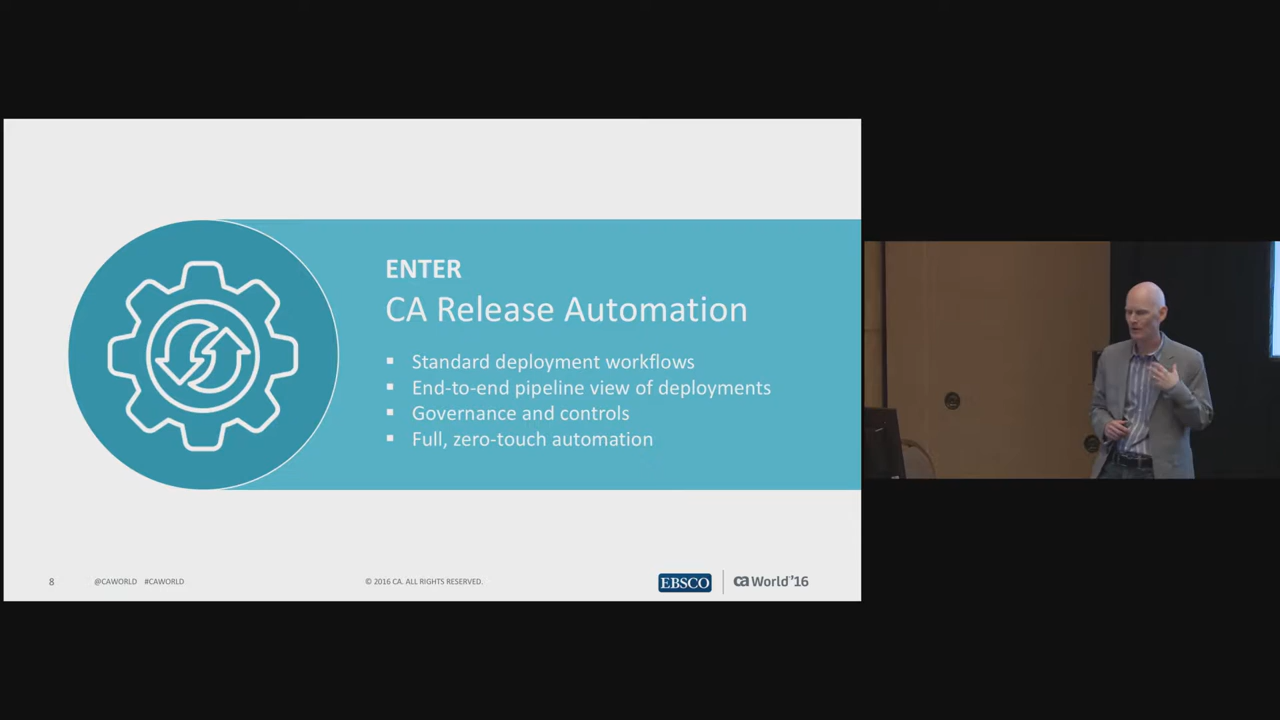 ENTER
CA Release Automation
▪ Standard deployment workflows
▪ End-to-end pipeline view of deployments
▪ Governance and controls
▪ Full, zero-touch automation
8 @CAWORLD #CAWORLD © 2016 CA. ALL RIGHTS RESERVED. EBSCO ca World'16